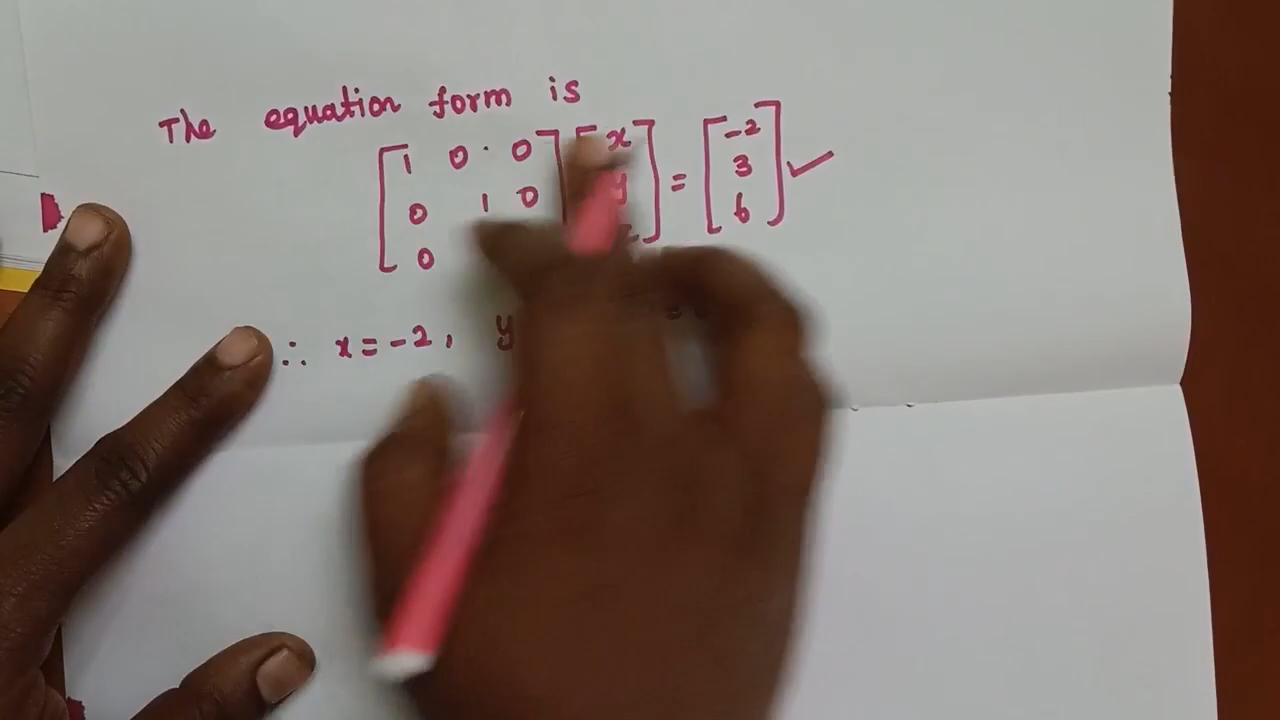 The equation form is
[1 0 0] [x] = [-2] ✓
[0 1 0] [y] [3]
[0 [6]
∴ x = -2, y